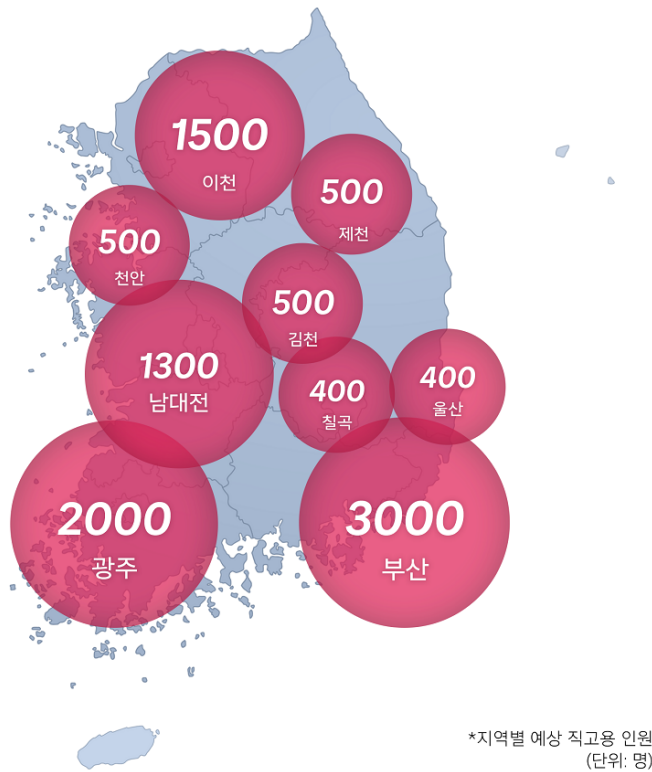 1500
이천
500
제천
500
천안
500
김천
1300
남대전
400
칠곡
400
울산
2000
광주
3000
부산
*지역별 예상 직고용 인원
(단위: 명)